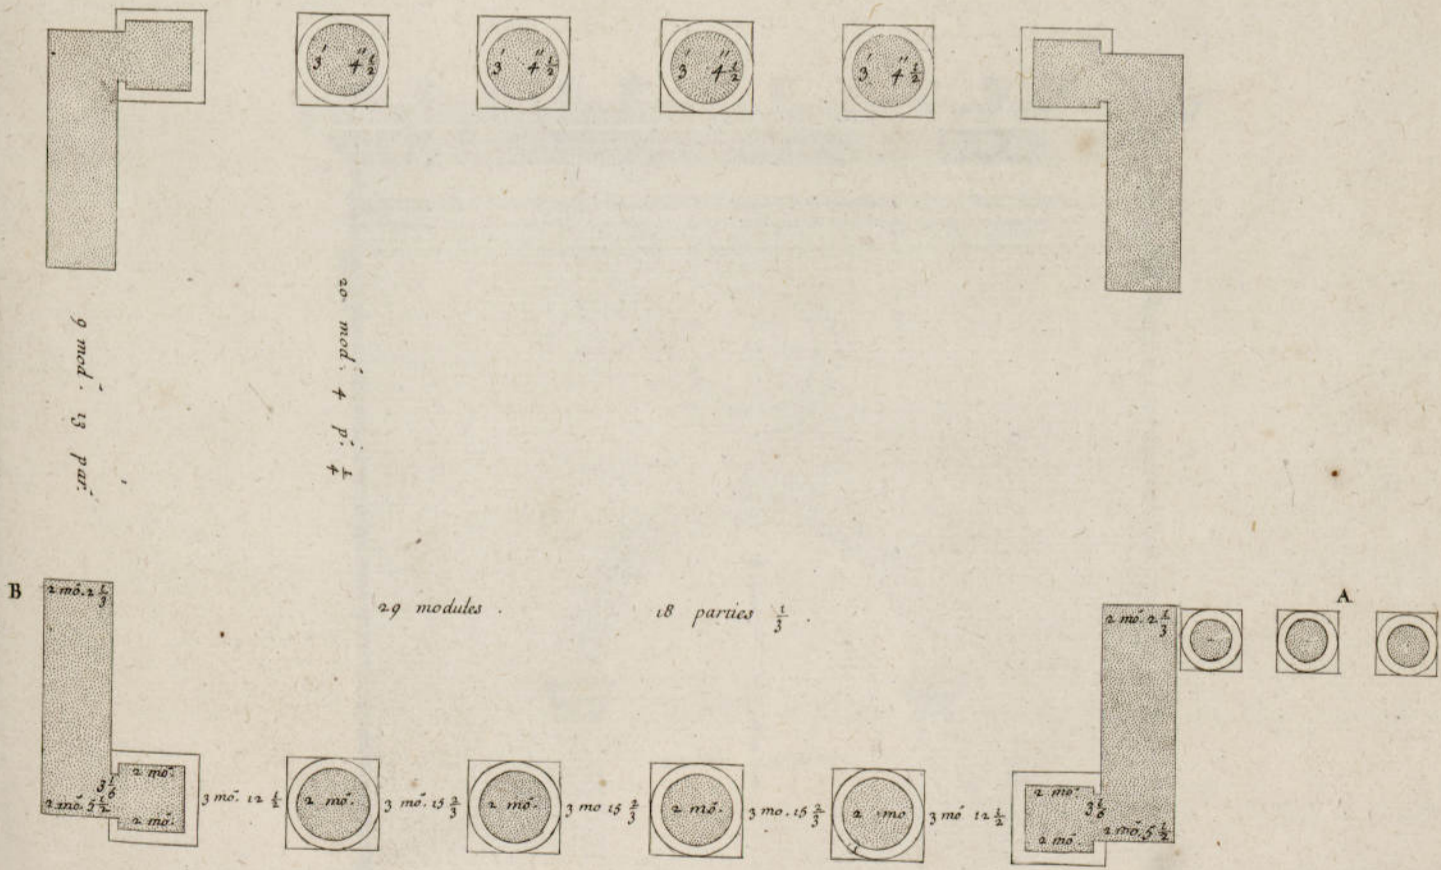 3' 4'' 1/2 3' 4'' 1/2 3' 4'' 1/2 3' 4'' 1/2
9 mod. 13 par.
20 mod. 4 p. 1/4
B
A
2 mo. 2 1/3
29 modules . 18 parties 1/3 .
2 mo. 2 1/3
2 mo. 3 1/6
2 mo. 5 1/2
2 mo.
3 mo. 12 1/2
2 mo.
3 mo. 15 2/3
2 mo.
3 mo 15 2/3
2 mo.
3 mo. 15 2/3
2 mo
3 mo 12 1/2
2 mo. 3 1/6
2 mo.
2 mo. 5 1/2